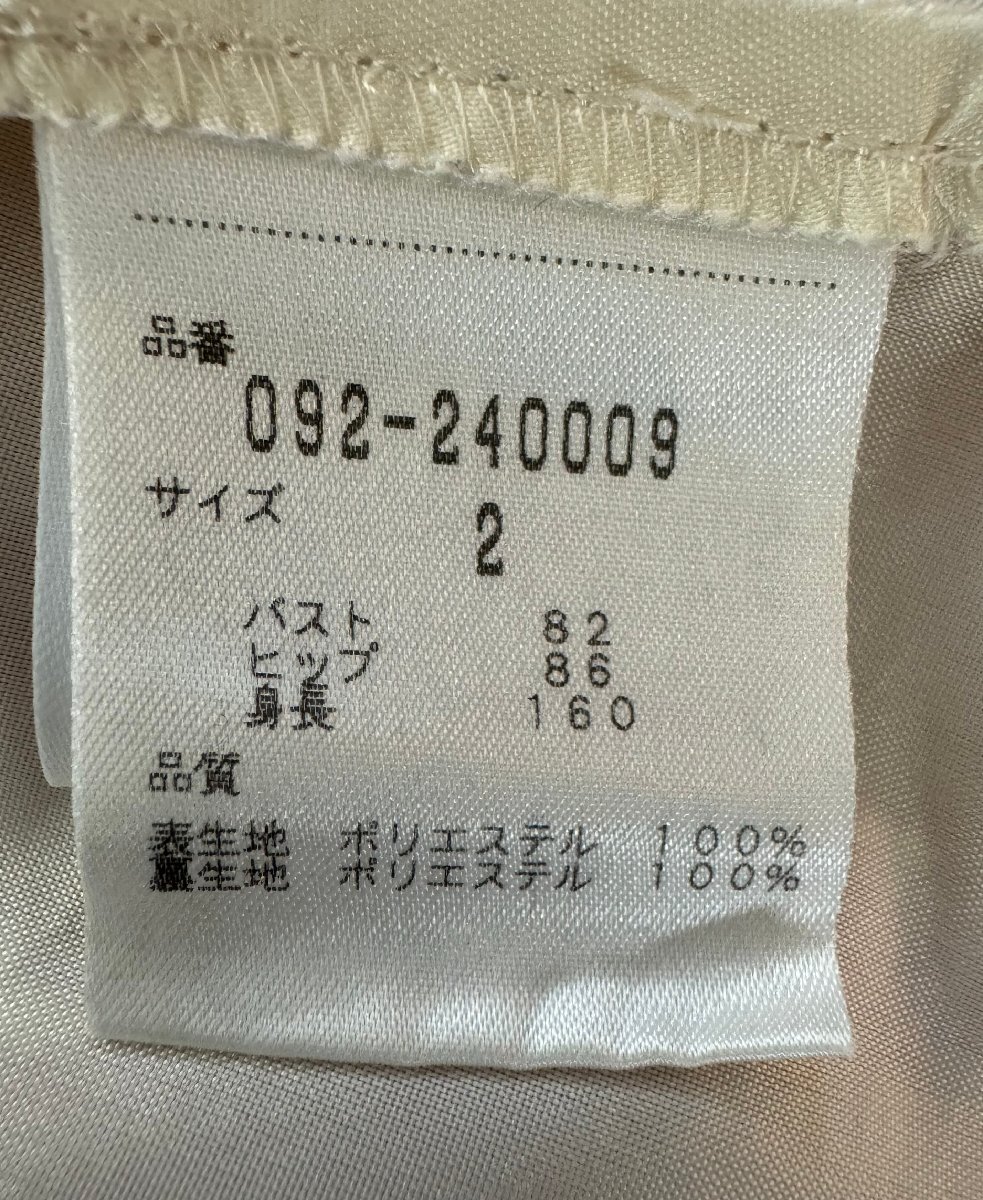 品番
092-240009
サイズ 2
バスト 82
ヒップ 86
身長 160
品質
表生地 ポリエステル 100%
裏生地 ポリエステル 100%